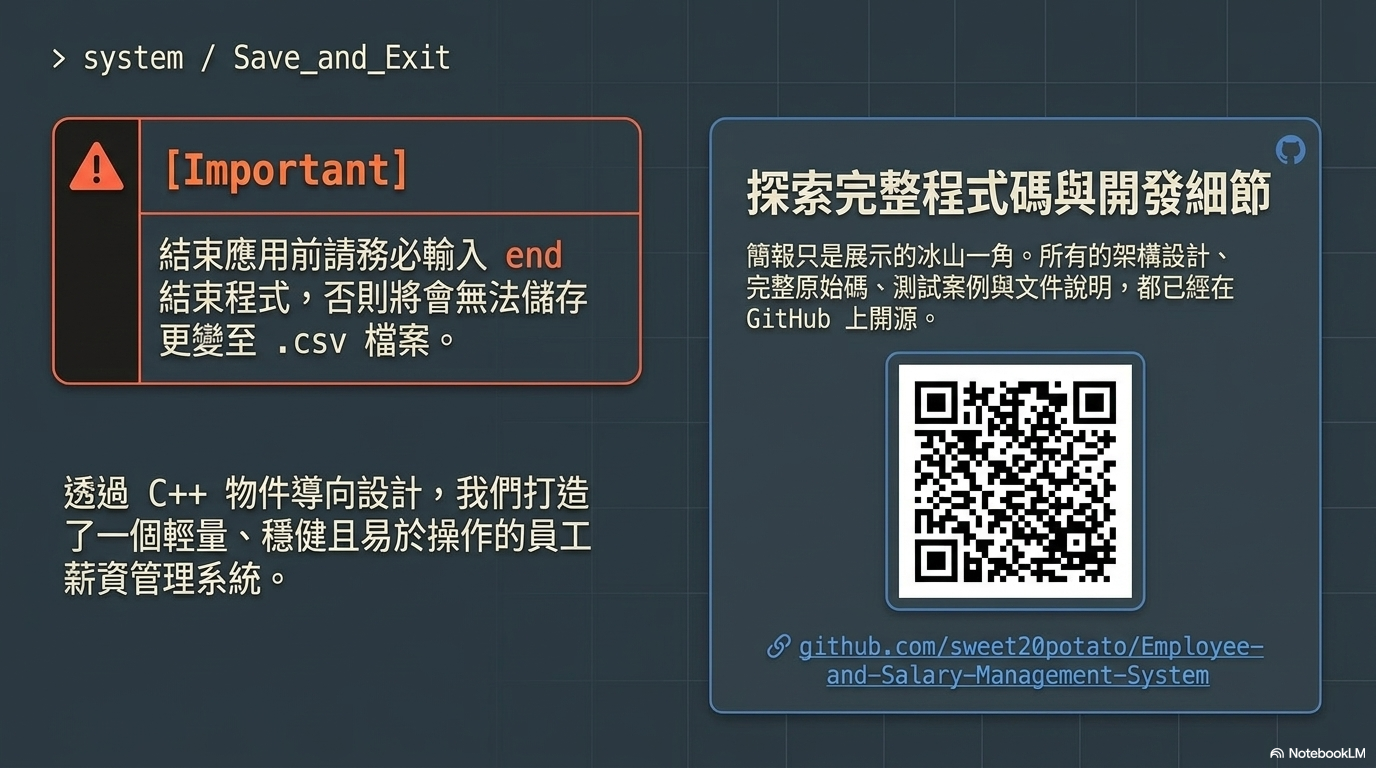 > system / Save_and_Exit
[Important]
結束應用前請務必輸入 end
結束程式，否則將會無法儲存
更變至 .csv 檔案。
透過 C++ 物件導向設計，我們打造
了一個輕量、穩健且易於操作的員工
薪資管理系統。
探索完整程式碼與開發細節
簡報只是展示的冰山一角。所有的架構設計、
完整原始碼、測試案例與文件說明，都已經在
GitHub 上開源。
github.com/sweet20potato/Employee-
and-Salary-Management-System
NotebookLM